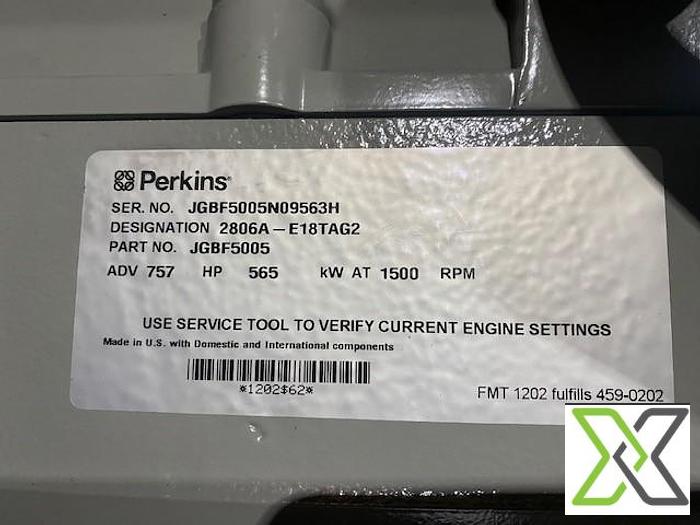 Perkins®
SER. NO. JGBF5005N09563H
DESIGNATION 2806A-E18TAG2
PART NO. JGBF5005
ADV 757 HP 565 kW AT 1500 RPM
USE SERVICE TOOL TO VERIFY CURRENT ENGINE SETTINGS
Made in U.S. with Domestic and International components
*1202$62*
FMT 1202 fulfills 459-0202